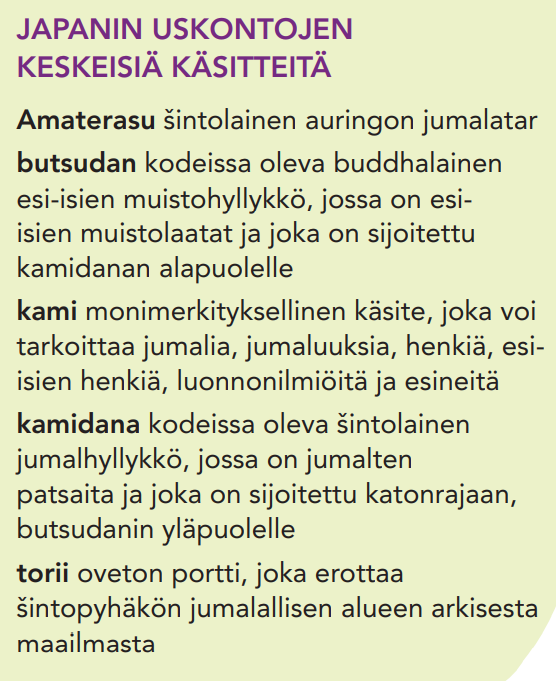 JAPANIN USKONTOJEN
KESKEISIÄ KÄSITTEITÄ
Amaterasu šintolainen auringon jumalatar
butsudan kodeissa oleva buddhalainen
esi-isien muistohyllykkö, jossa on esi-
isien muistolaatat ja joka on sijoitettu
kamidanan alapuolelle
kami monimerkityksellinen käsite, joka voi
tarkoittaa jumalia, jumaluuksia, henkiä, esi-
isien henkiä, luonnonilmiöitä ja esineitä
kamidana kodeissa oleva šintolainen
jumalhyllykkö, jossa on jumalten
patsaita ja joka on sijoitettu katonrajaan,
butsudanin yläpuolelle
torii oveton portti, joka erottaa
šintopyhäkön jumalallisen alueen arkisesta
maailmasta